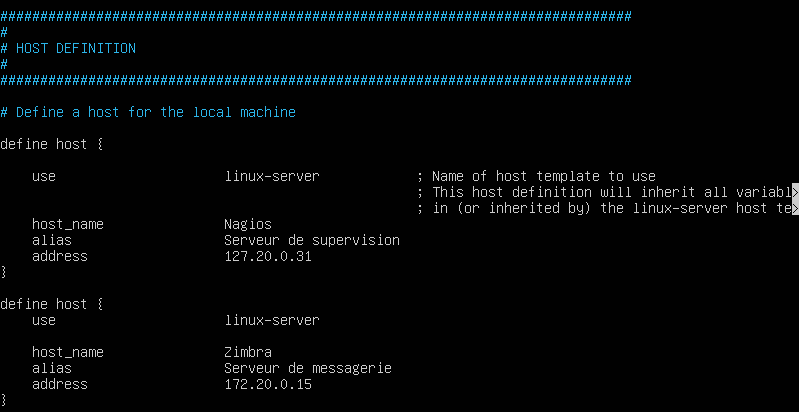 ###############################################################################
#
# HOST DEFINITION
#
###############################################################################
# Define a host for the local machine
define host {
use linux-server ; Name of host template to use
; This host definition will inherit all variabl>
; in (or inherited by) the linux-server host te>
host_name Nagios
alias Serveur de supervision
address 127.20.0.31
}
define host {
use linux-server
host_name Zimbra
alias Serveur de messagerie
address 172.20.0.15
}